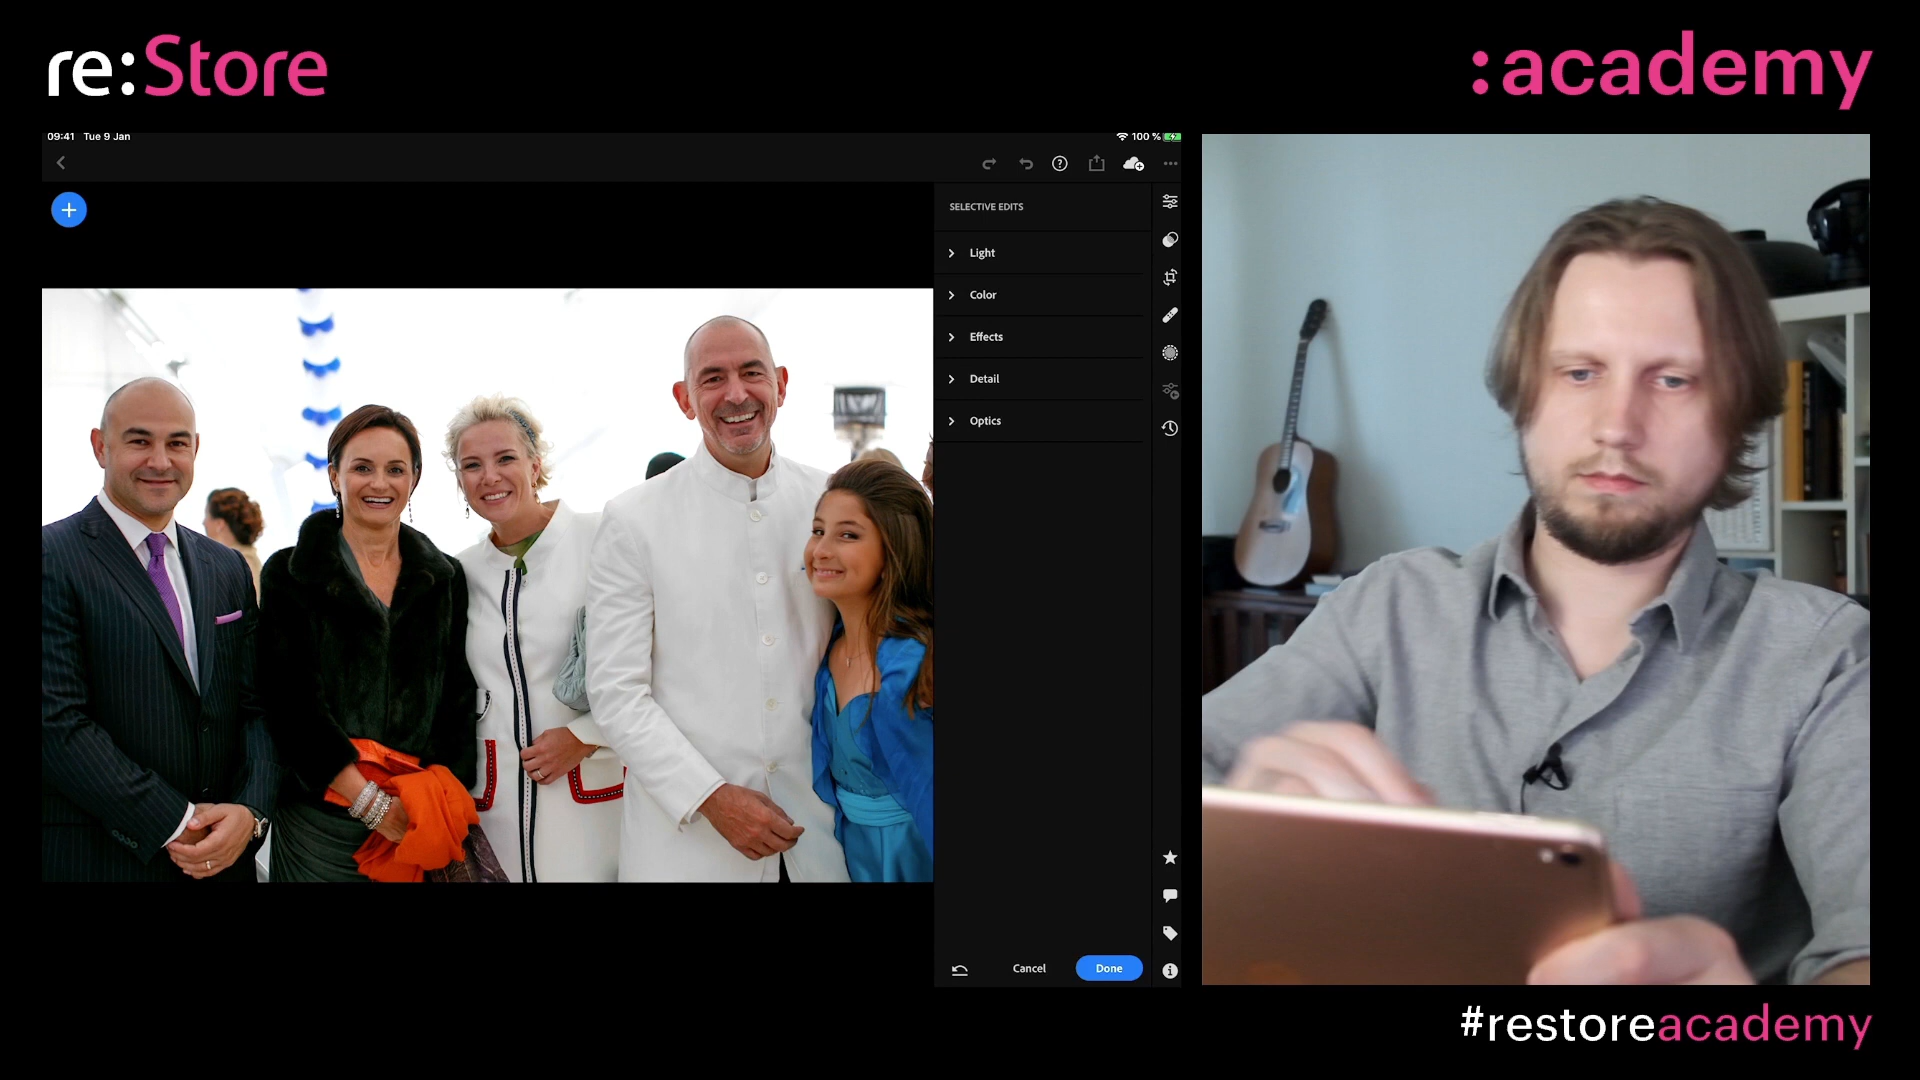 re:Store
:academy
09:41 Tue 9 Jan
100 %
SELECTIVE EDITS
Light
Color
Effects
Detail
Optics
Cancel
Done
#restoreacademy